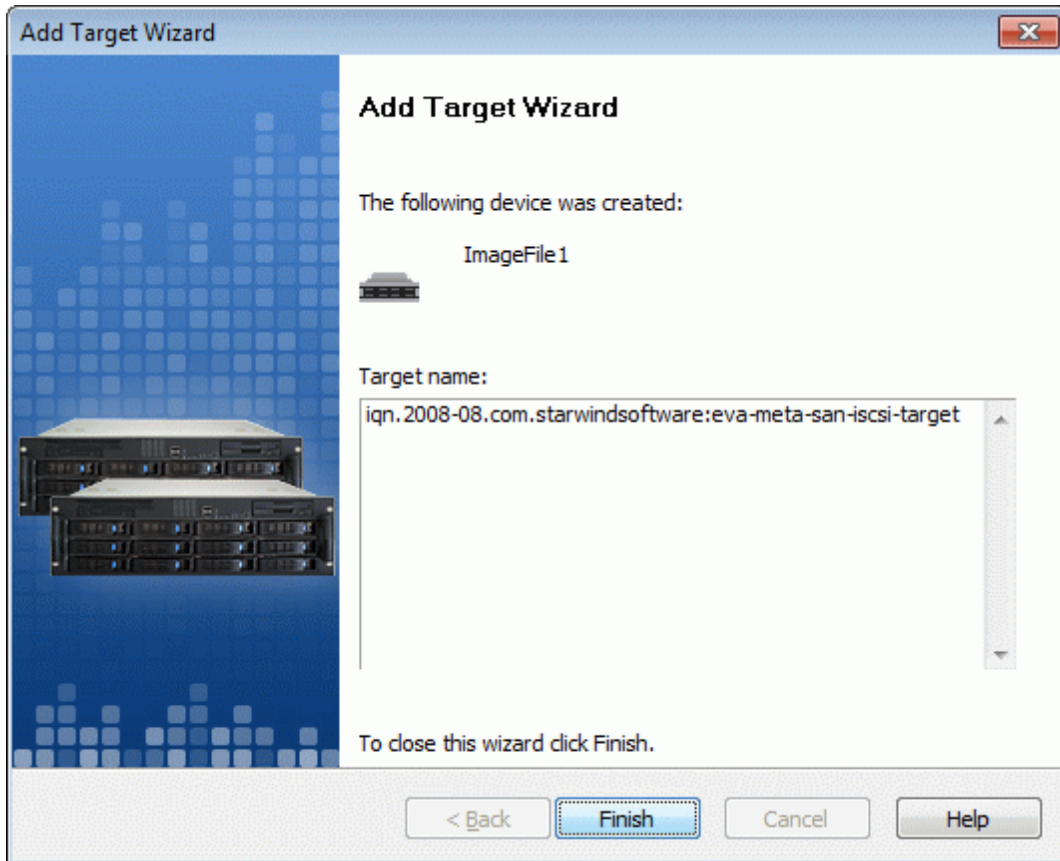 Add Target Wizard
Add Target Wizard
The following device was created:
ImageFile1
Target name:
iqn.2008-08.com.starwindsoftware:eva-meta-san-iscsi-target
To close this wizard click Finish.
< Back
Finish
Cancel
Help